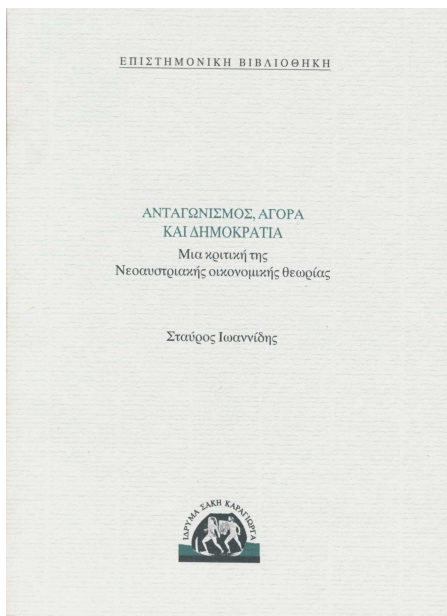 ΕΠΙΣΤΗΜΟΝΙΚΗ ΒΙΒΛΙΟΘΗΚΗ
ΑΝΤΑΓΩΝΙΣΜΟΣ, ΑΓΟΡΑ
ΚΑΙ ΔΗΜΟΚΡΑΤΙΑ
Μια κριτική της
Νεοαυστριακής οικονομικής θεωρίας
Σταύρος Ιωαννίδης
ΙΔΡΥΜΑ ΣΑΚΗ ΚΑΡΑΓΙΩΡΓΑ